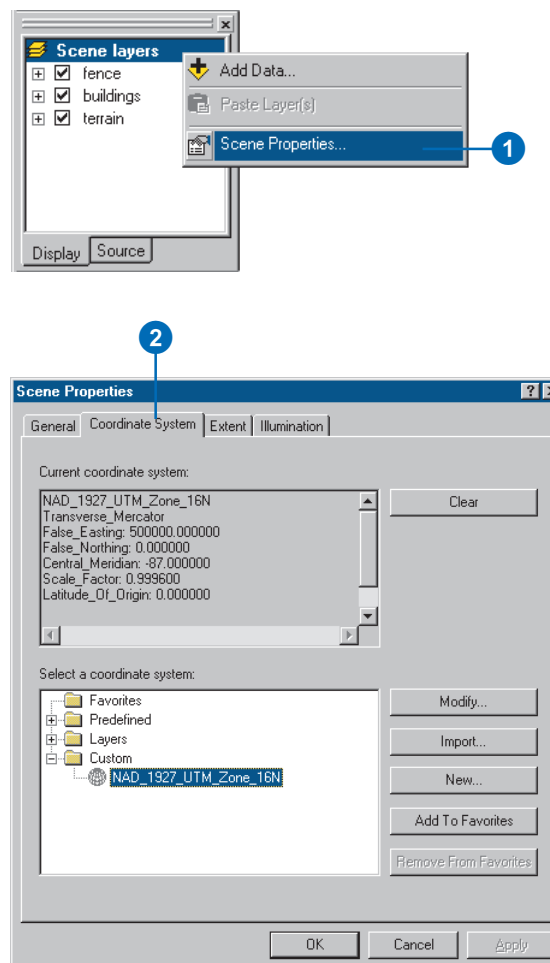 Scene layers
fence
buildings
terrain
Add Data...
Paste Layer(s)
Scene Properties...
1
Display
Source
2
Scene Properties
General
Coordinate System
Extent
Illumination
Current coordinate system:
NAD_1927_UTM_Zone_16N
Transverse_Mercator
False_Easting: 500000.000000
False_Northing: 0.000000
Central_Meridian: -87.000000
Scale_Factor: 0.999600
Latitude_Of_Origin: 0.000000
Clear
Select a coordinate system:
Favorites
Predefined
Layers
Custom
NAD_1927_UTM_Zone_16N
Modify...
Import...
New...
Add To Favorites
Remove From Favorites
OK
Cancel
Apply